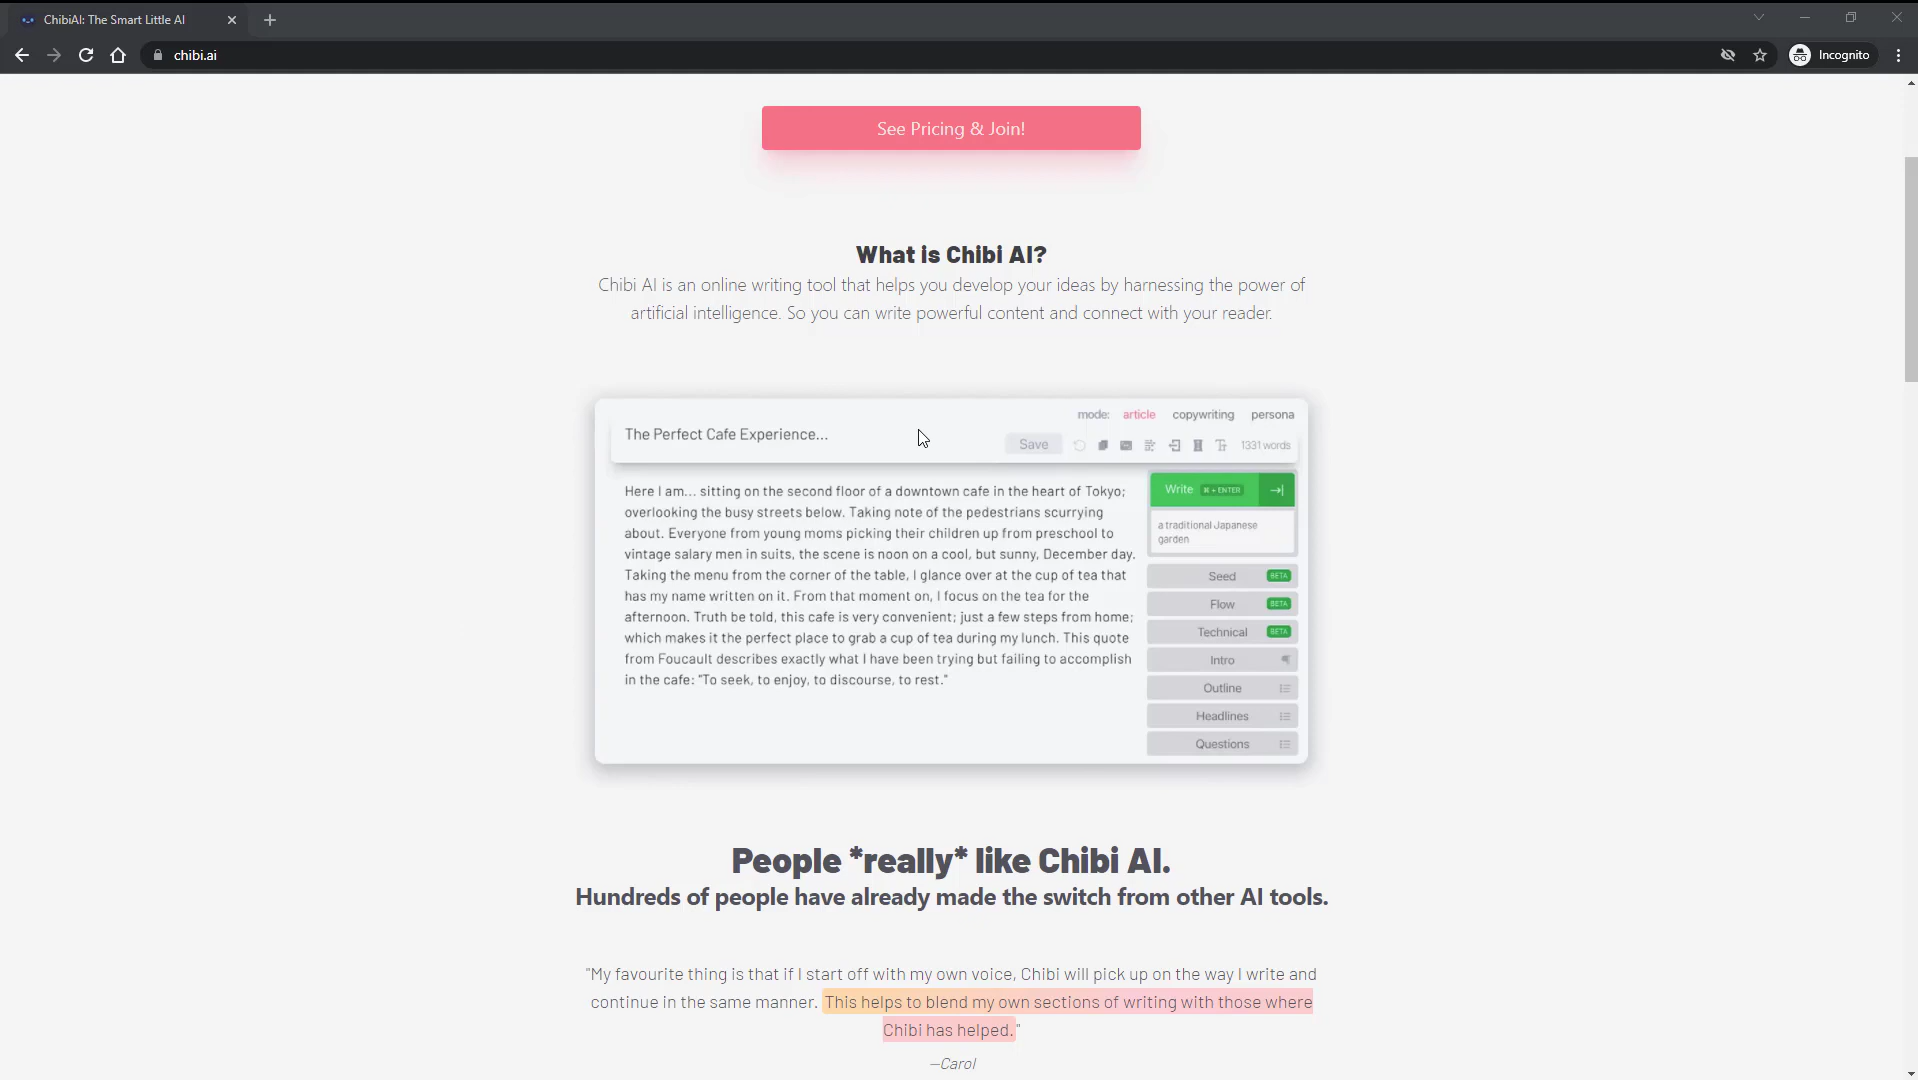 ChibiAI: The Smart Little AI
chibi.ai
Incognito
See Pricing & Join!
What is Chibi AI?
Chibi AI is an online writing tool that helps you develop your ideas by harnessing the power of
artificial intelligence. So you can write powerful content and connect with your reader.
mode: article copywriting persona
The Perfect Cafe Experience...
Save
1331 words
Here I am... sitting on the second floor of a downtown cafe in the heart of Tokyo;
overlooking the busy streets below. Taking note of the pedestrians scurrying
about. Everyone from young moms picking their children up from preschool to
vintage salary men in suits, the scene is noon on a cool, but sunny, December day.
Taking the menu from the corner of the table, I glance over at the cup of tea that
has my name written on it. From that moment on, I focus on the tea for the
afternoon. Truth be told, this cafe is very convenient; just a few steps from home;
which makes it the perfect place to grab a cup of tea during my lunch. This quote
from Foucault describes exactly what I have been trying but failing to accomplish
in the cafe: "To seek, to enjoy, to discourse, to rest."
Write ⌘ + ENTER
a traditional Japanese
garden
Seed BETA
Flow BETA
Technical BETA
Intro
Outline
Headlines
Questions
People *really* like Chibi AI.
Hundreds of people have already made the switch from other AI tools.
"My favourite thing is that if I start off with my own voice, Chibi will pick up on the way I write and
continue in the same manner. This helps to blend my own sections of writing with those where
Chibi has helped."
—Carol